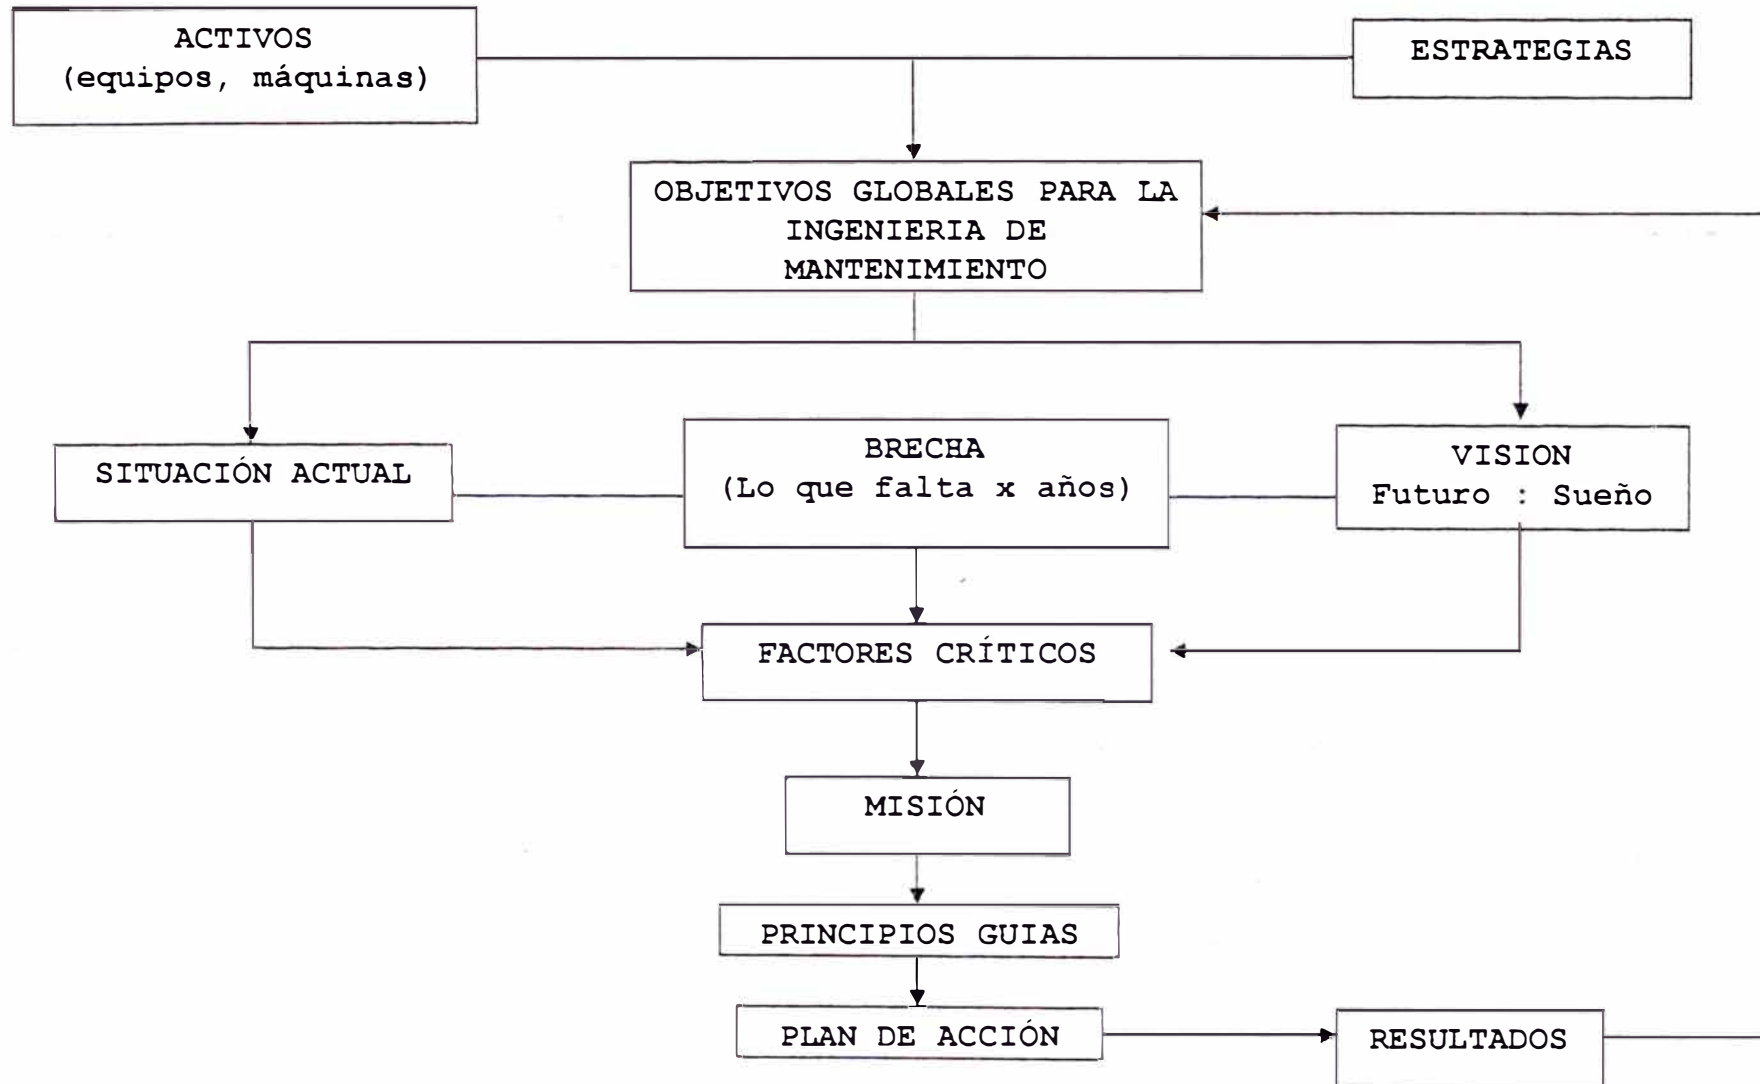 ACTIVOS
(equipos, máquinas)
ESTRATEGIAS
OBJETIVOS GLOBALES PARA LA
INGENIERIA DE
MANTENIMIENTO
SITUACIÓN ACTUAL
BRECHA
(Lo que falta x años)
VISION
Futuro : Sueño
FACTORES CRÍTICOS
MISIÓN
PRINCIPIOS GUIAS
PLAN DE ACCIÓN
RESULTADOS